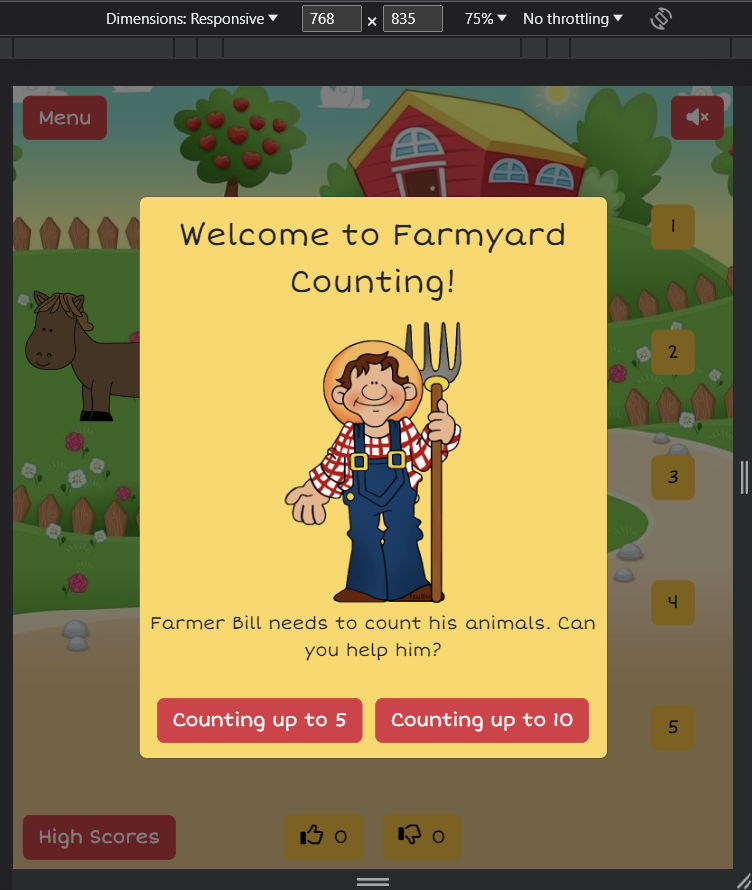 Dimensions: Responsive 768 × 835 75% No throttling
Menu
Welcome to Farmyard
Counting!
1
2
3
4
5
Farmer Bill needs to count his animals. Can
you help him?
Counting up to 5 Counting up to 10
High Scores 0 0